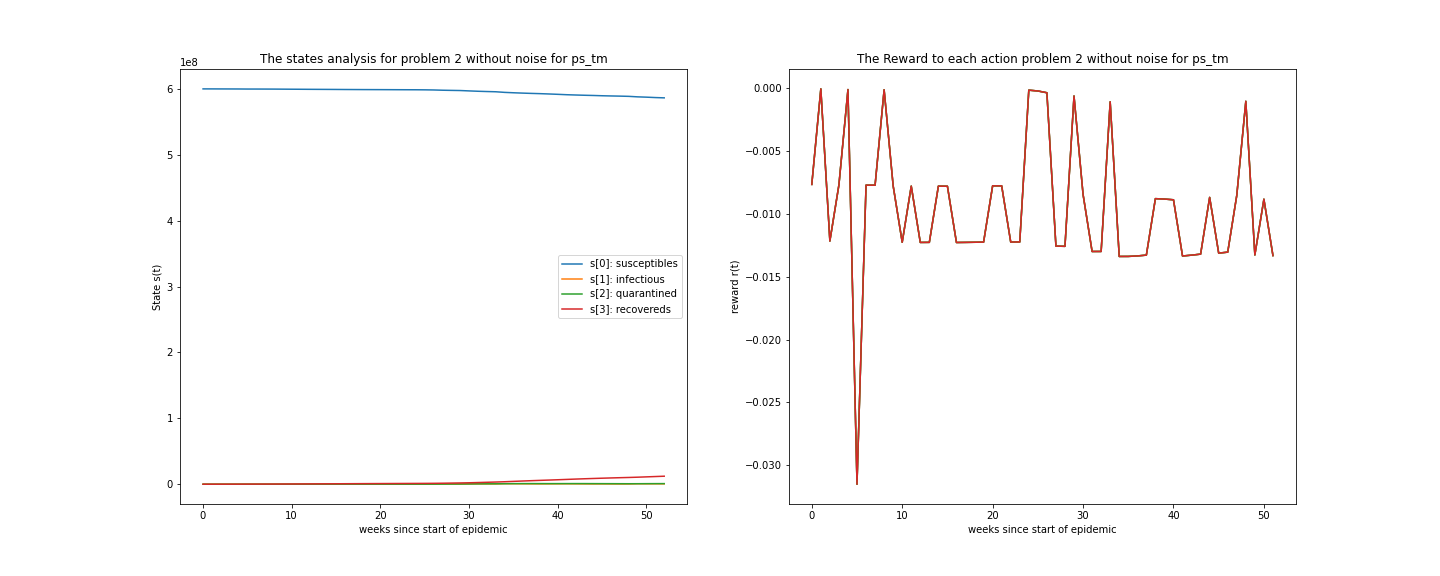 The states analysis for problem 2 without noise for ps_tm
1e8
6
5
4
3
2
1
0
State s(t)
s[0]: susceptibles
s[1]: infectious
s[2]: quarantined
s[3]: recovereds
0 10 20 30 40 50
weeks since start of epidemic
The Reward to each action problem 2 without noise for ps_tm
0.000
−0.005
−0.010
−0.015
−0.020
−0.025
−0.030
reward r(t)
0 10 20 30 40 50
weeks since start of epidemic